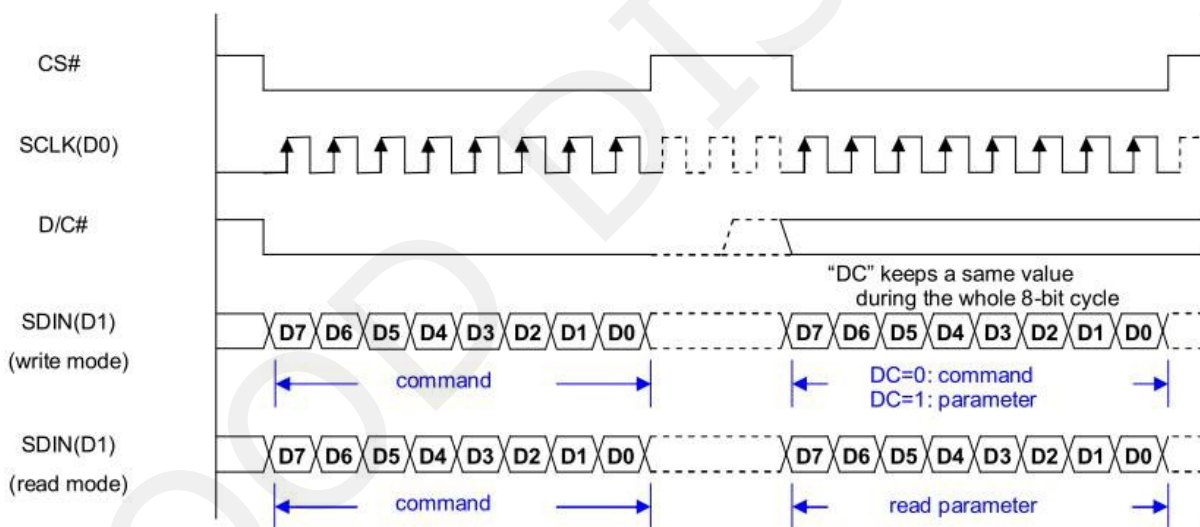 CS#
SCLK(D0)
D/C#
“DC” keeps a same value
during the whole 8-bit cycle
SDIN(D1)
(write mode)
D7 D6 D5 D4 D3 D2 D1 D0 D7 D6 D5 D4 D3 D2 D1 D0
command
DC=0: command
DC=1: parameter
SDIN(D1)
(read mode)
D7 D6 D5 D4 D3 D2 D1 D0 D7 D6 D5 D4 D3 D2 D1 D0
command
read parameter